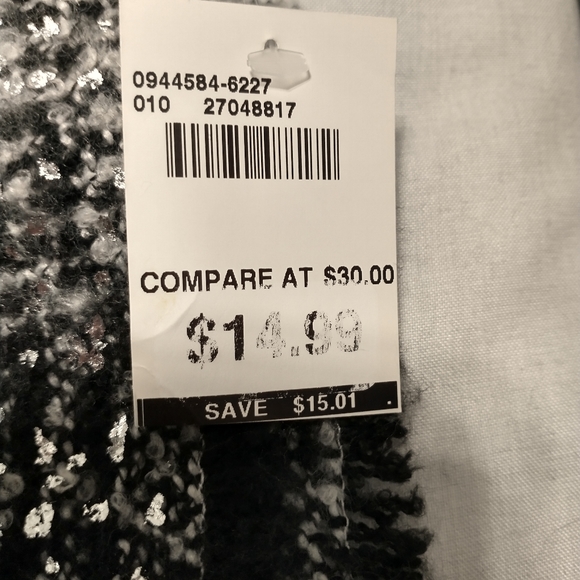 0944584-6227
010 27048817
COMPARE AT $30.00
$14.99
SAVE $15.01